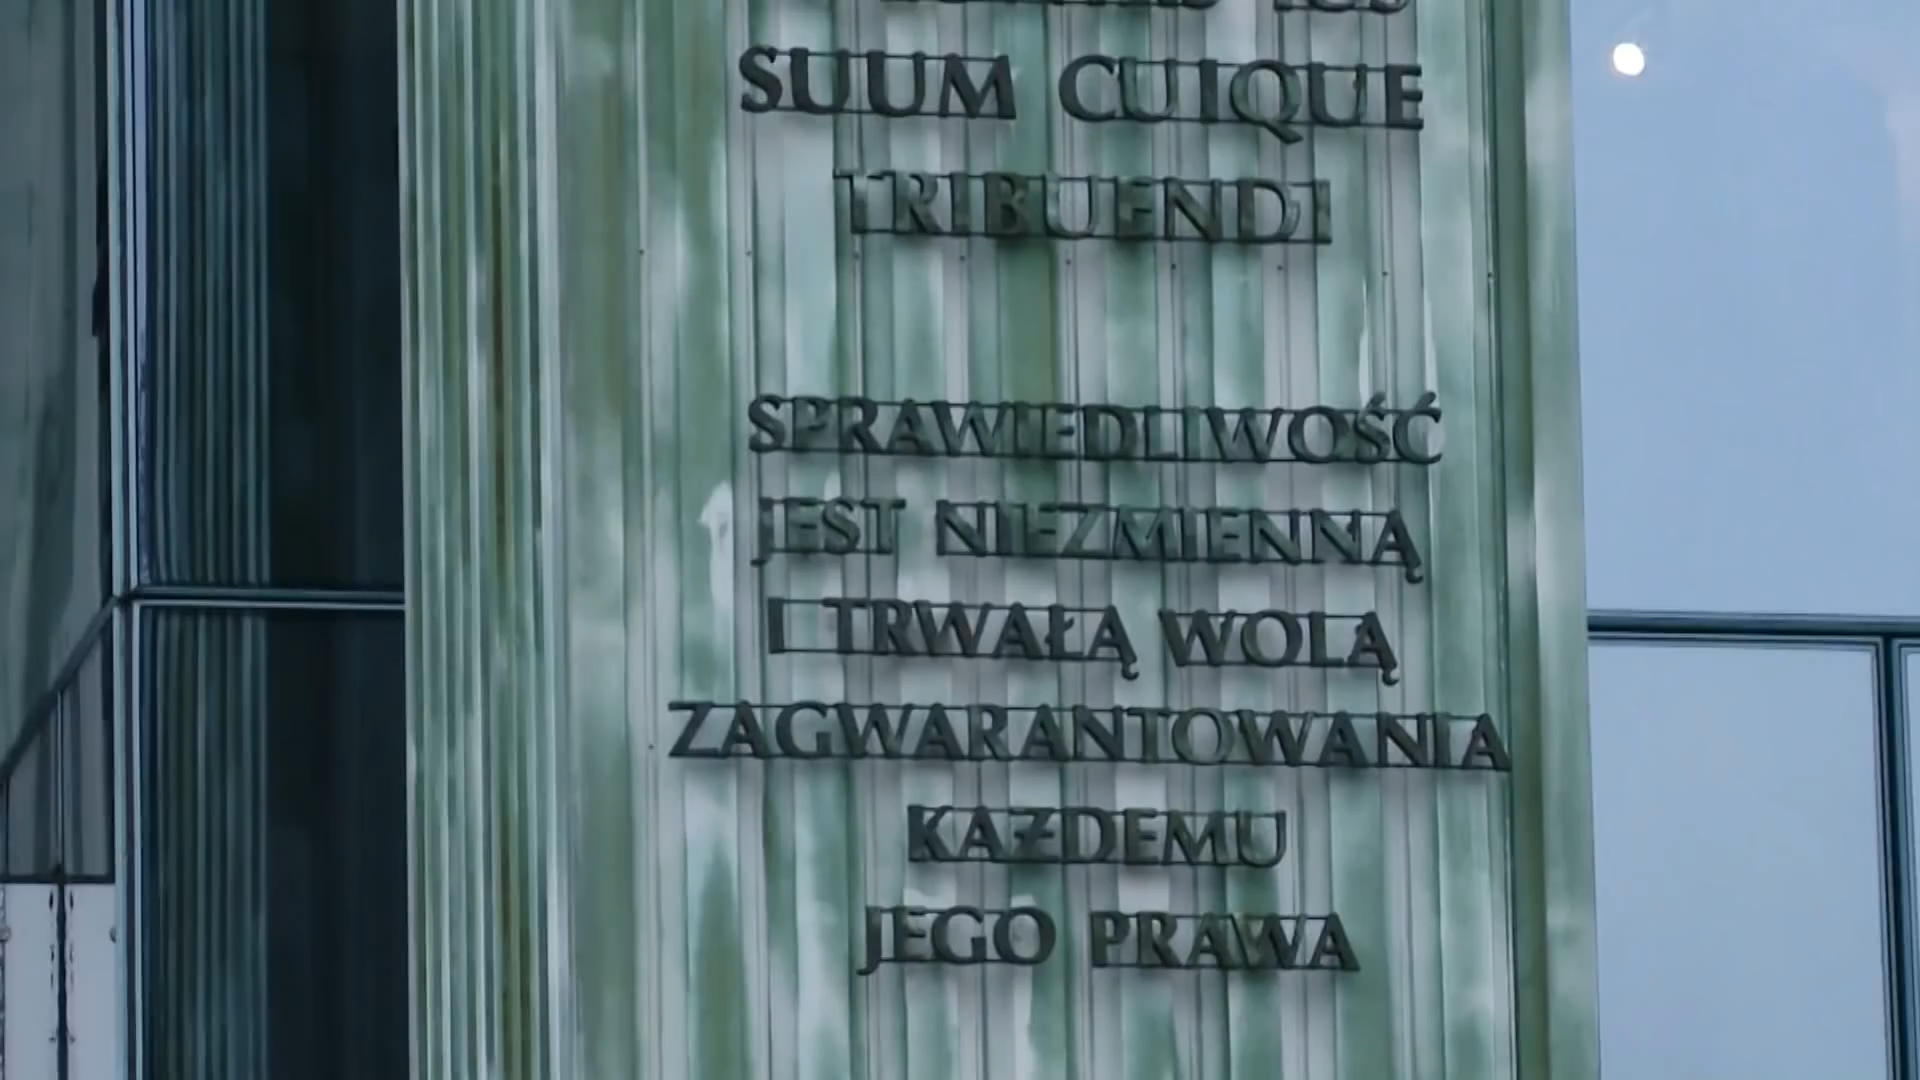 SUUM CUIQUE
TRIBUENDI
SPRAWIEDLIWOŚĆ
JEST NIEZMIENNĄ
I TRWAŁĄ WOLĄ
ZAGWARANTOWANIA
KAŻDEMU
JEGO PRAWA